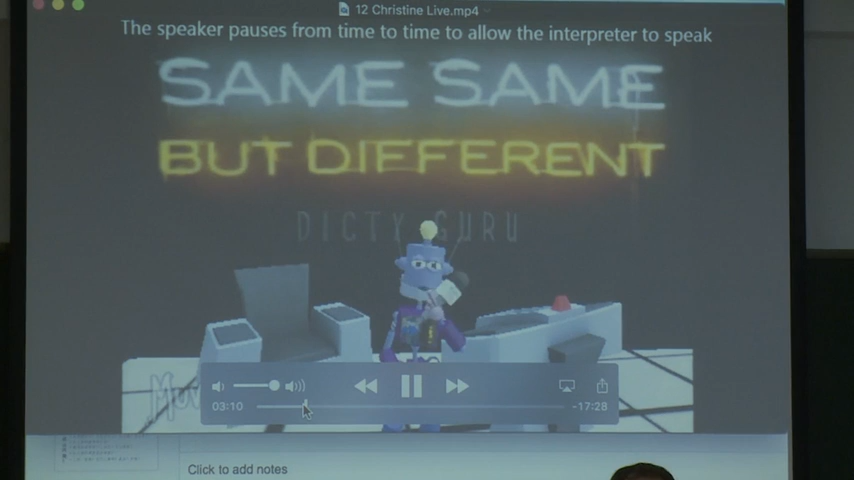 12 Christine Live.mp4
The speaker pauses from time to time to allow the interpreter to speak
SAME SAME
BUT DIFFERENT
DICTY GURU
03:10
-17:28
Click to add notes